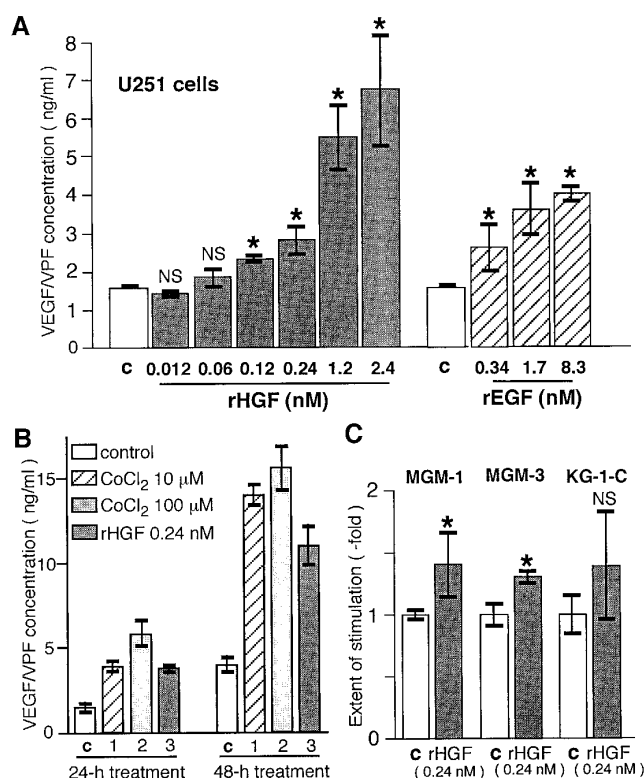 A
U251 cells
VEGF/VPF concentration ( ng/ml )
8
7
6
5
4
3
2
1
0
NS NS * * * * * * *
c 0.012 0.06 0.12 0.24 1.2 2.4 c 0.34 1.7 8.3
rHGF (nM) rEGF (nM)
B
VEGF/VPF concentration ( ng/ml )
15
10
5
0
control
CoCl₂ 10 μM
CoCl₂ 100 μM
rHGF 0.24 nM
c 1 2 3 c 1 2 3
24-h treatment 48-h treatment
C
MGM-1 MGM-3 KG-1-C
Extent of stimulation ( -fold )
2
1
0
* * NS
c rHGF c rHGF c rHGF
( 0.24 nM ) ( 0.24 nM ) ( 0.24 nM )